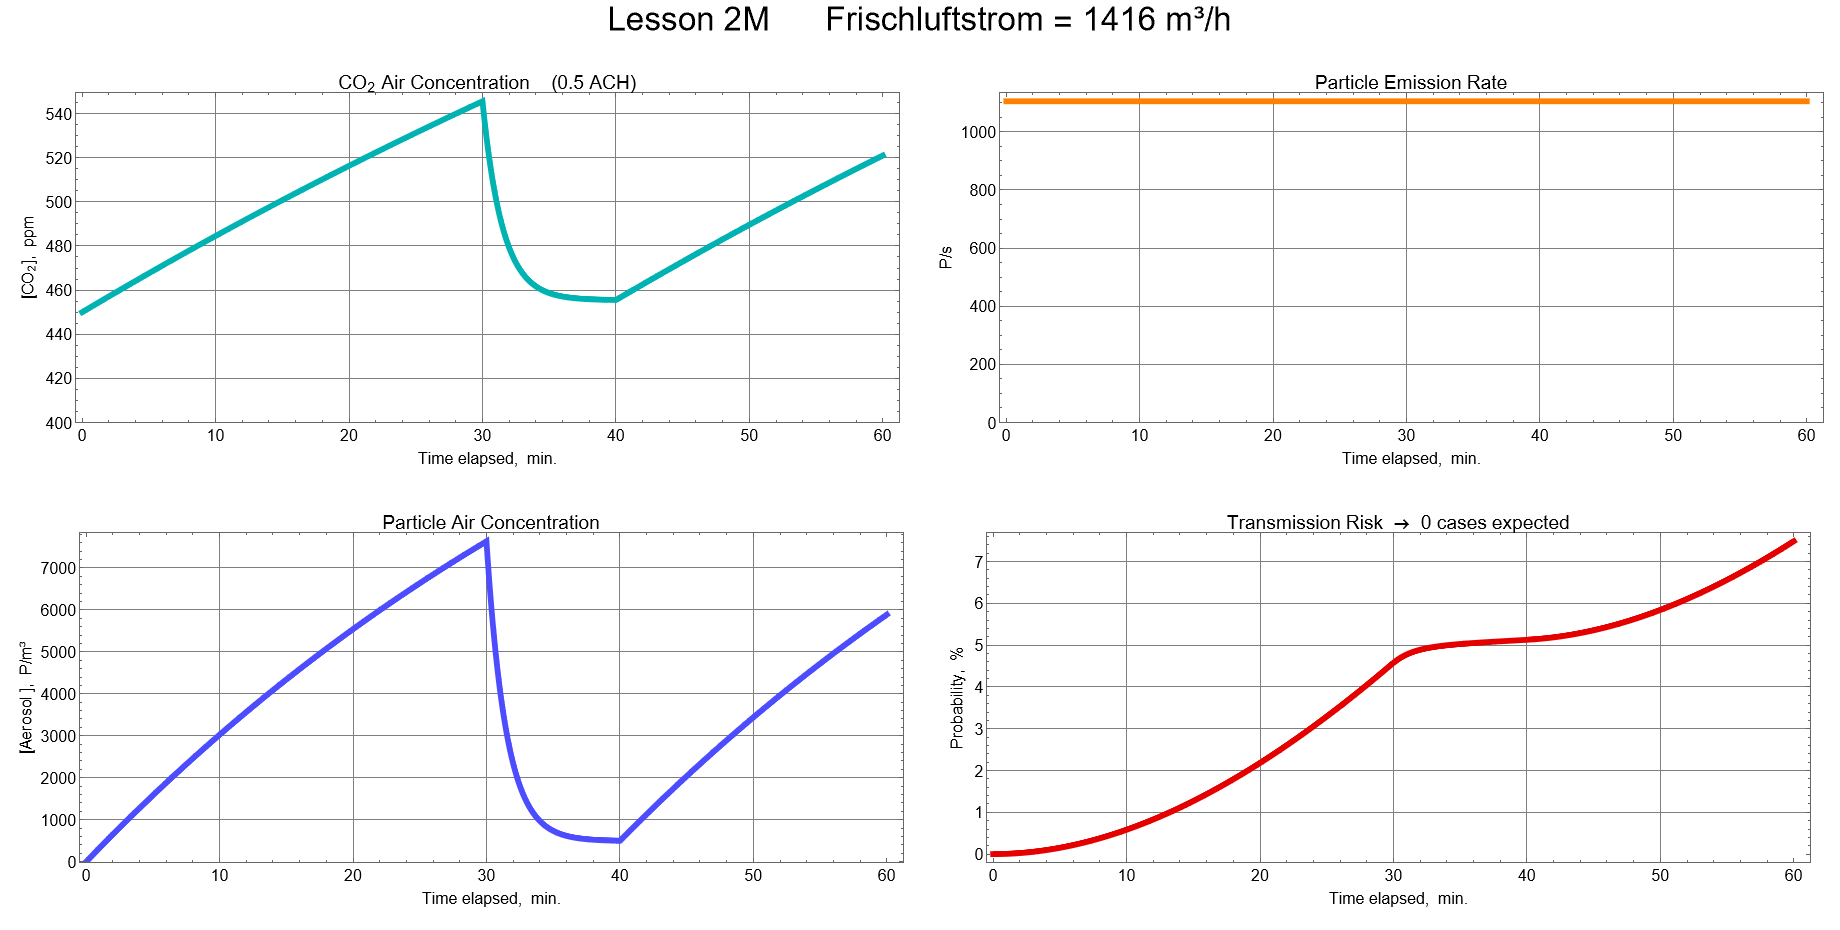 Lesson 2M Frischluftstrom = 1416 m³/h
CO₂ Air Concentration (0.5 ACH)
[CO₂], ppm
540
520
500
480
460
440
420
400
0 10 20 30 40 50 60
Time elapsed, min.
Particle Emission Rate
P/s
1000
800
600
400
200
0
0 10 20 30 40 50 60
Time elapsed, min.
Particle Air Concentration
[Aerosol ], P/m³
7000
6000
5000
4000
3000
2000
1000
0
0 10 20 30 40 50 60
Time elapsed, min.
Transmission Risk → 0 cases expected
Probability, %
7
6
5
4
3
2
1
0
0 10 20 30 40 50 60
Time elapsed, min.